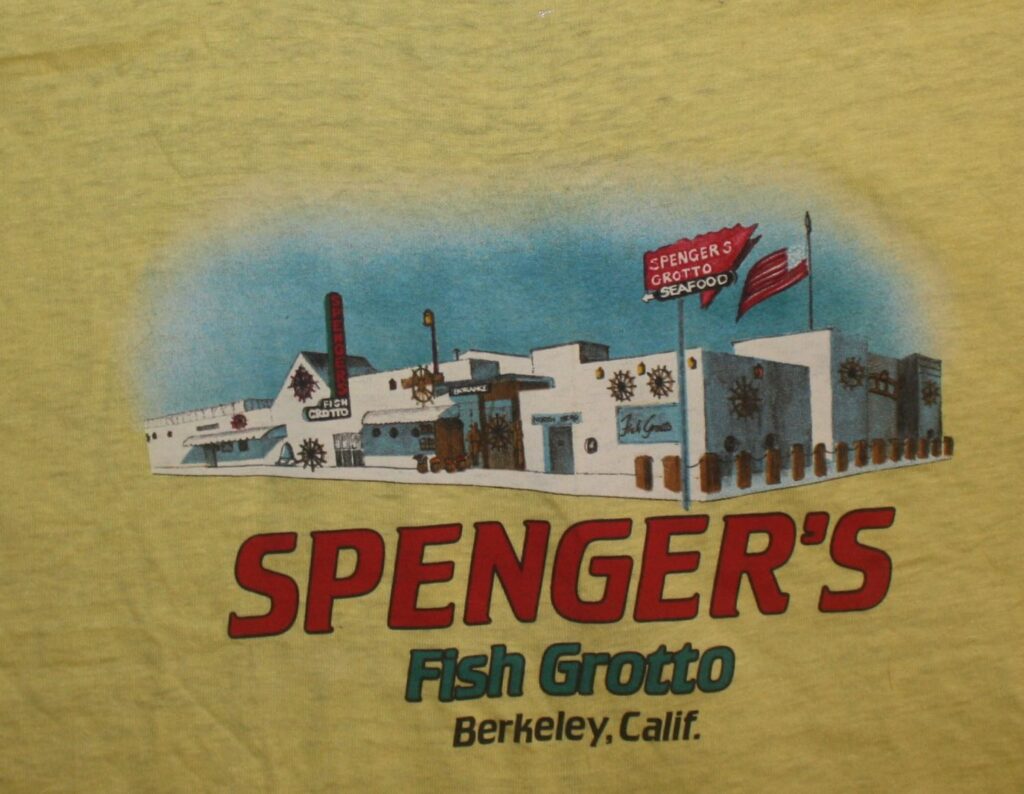 SPENGER'S
GROTTO
SEAFOOD
FISH
GROTTO
ENTRANCE
Fish Grotto
SPENGER'S
Fish Grotto
Berkeley, Calif.